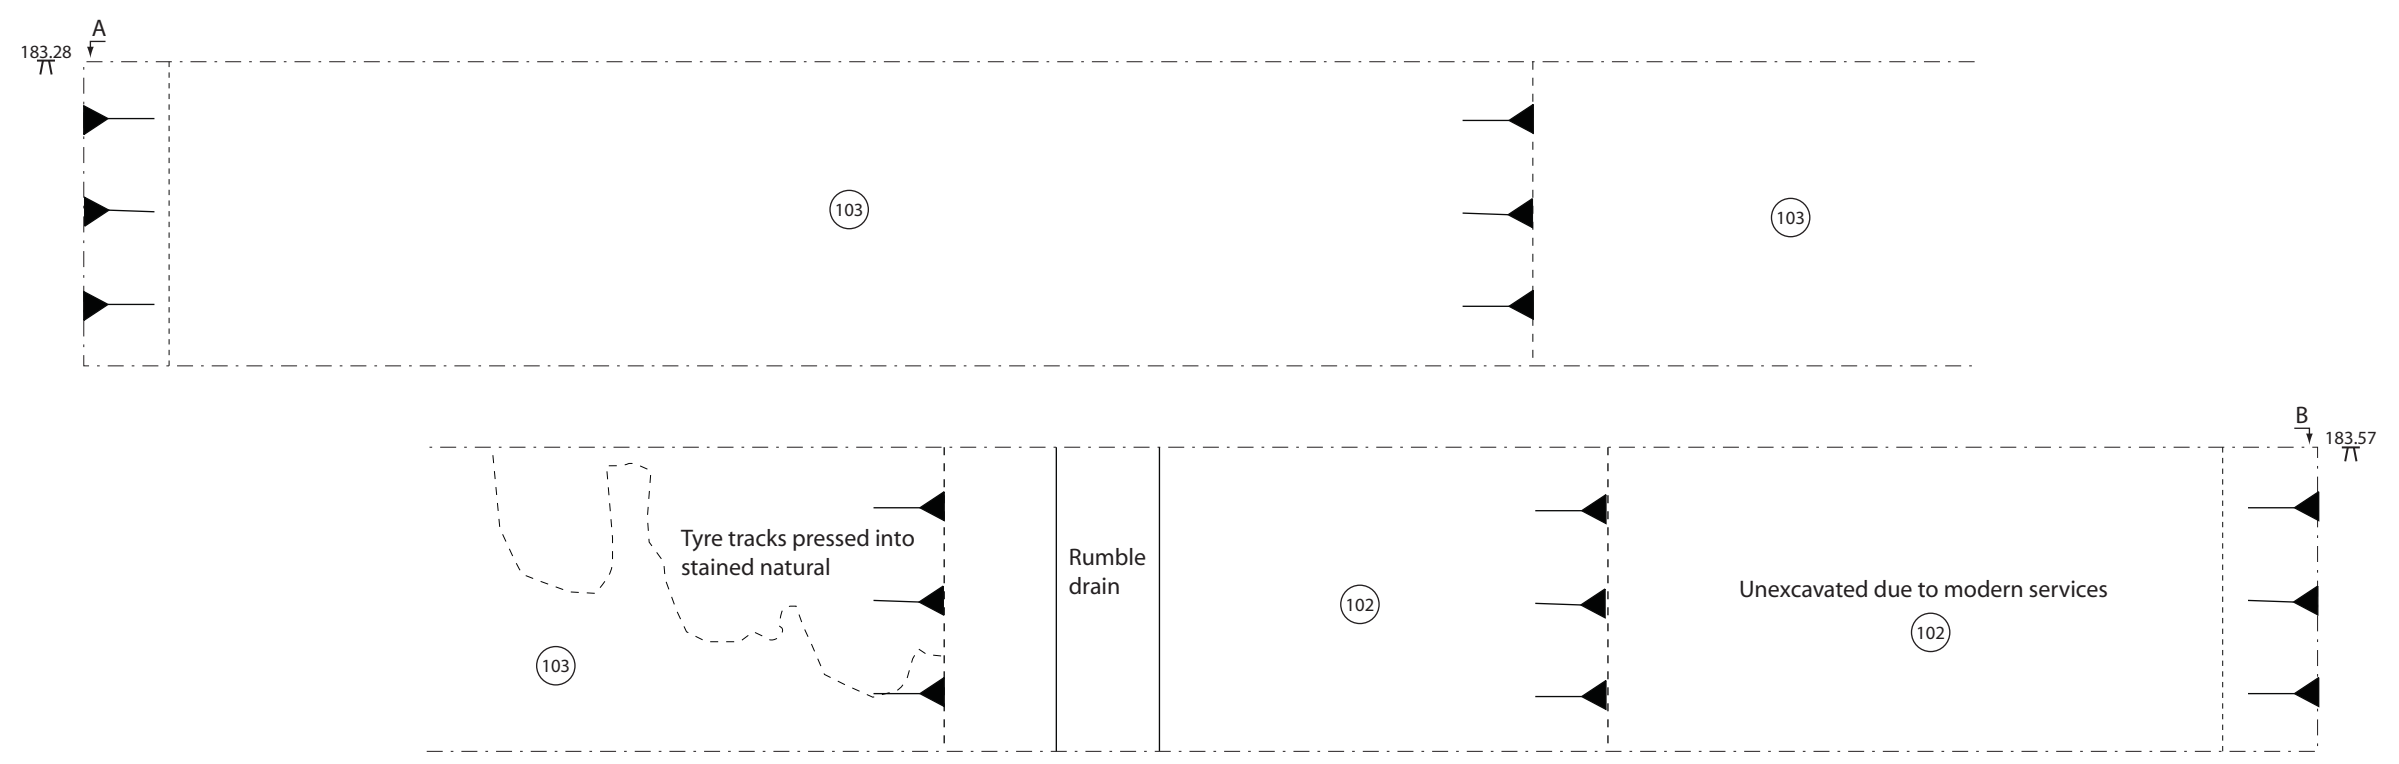 A
183.28
103
103
B
183.57
Tyre tracks pressed into
stained natural
Rumble
drain
Unexcavated due to modern services
102
102
103